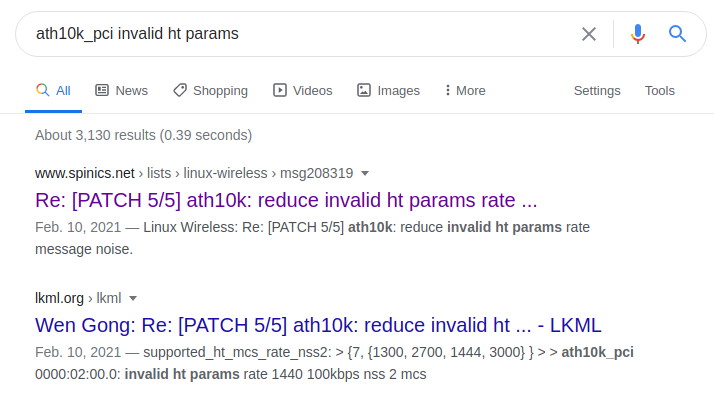 ath10k_pci invalid ht params
All News Shopping Videos Images More Settings Tools
About 3,130 results (0.39 seconds)
www.spinics.net › lists › linux-wireless › msg208319
Re: [PATCH 5/5] ath10k: reduce invalid ht params rate ...
Feb. 10, 2021 — Linux Wireless: Re: [PATCH 5/5] ath10k: reduce invalid ht params rate
message noise.
lkml.org › lkml
Wen Gong: Re: [PATCH 5/5] ath10k: reduce invalid ht ... - LKML
Feb. 10, 2021 — supported_ht_mcs_rate_nss2: > {7, {1300, 2700, 1444, 3000} } > > ath10k_pci
0000:02:00.0: invalid ht params rate 1440 100kbps nss 2 mcs